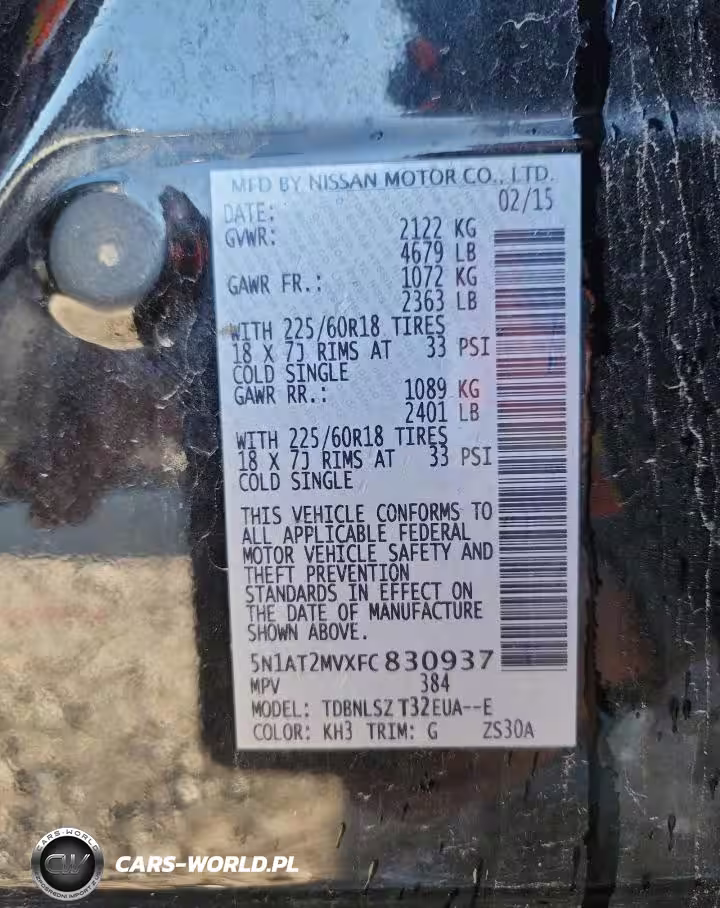 MFD BY NISSAN MOTOR CO., LTD.
DATE: 02/15
GVWR: 2122 KG
4679 LB
GAWR FR.: 1072 KG
2363 LB
WITH 225/60R18 TIRES
18 X 7J RIMS AT 33 PSI
COLD SINGLE
GAWR RR.: 1089 KG
2401 LB
WITH 225/60R18 TIRES
18 X 7J RIMS AT 33 PSI
COLD SINGLE
THIS VEHICLE CONFORMS TO
ALL APPLICABLE FEDERAL
MOTOR VEHICLE SAFETY AND
THEFT PREVENTION
STANDARDS IN EFFECT ON
THE DATE OF MANUFACTURE
SHOWN ABOVE.
5N1AT2MVXFC830937
MPV 384
MODEL: TDBNLSZ T32EUA--E
COLOR: KH3 TRIM: G ZS30A
CARS-WORLD
CW
CARS-WORLD.PL